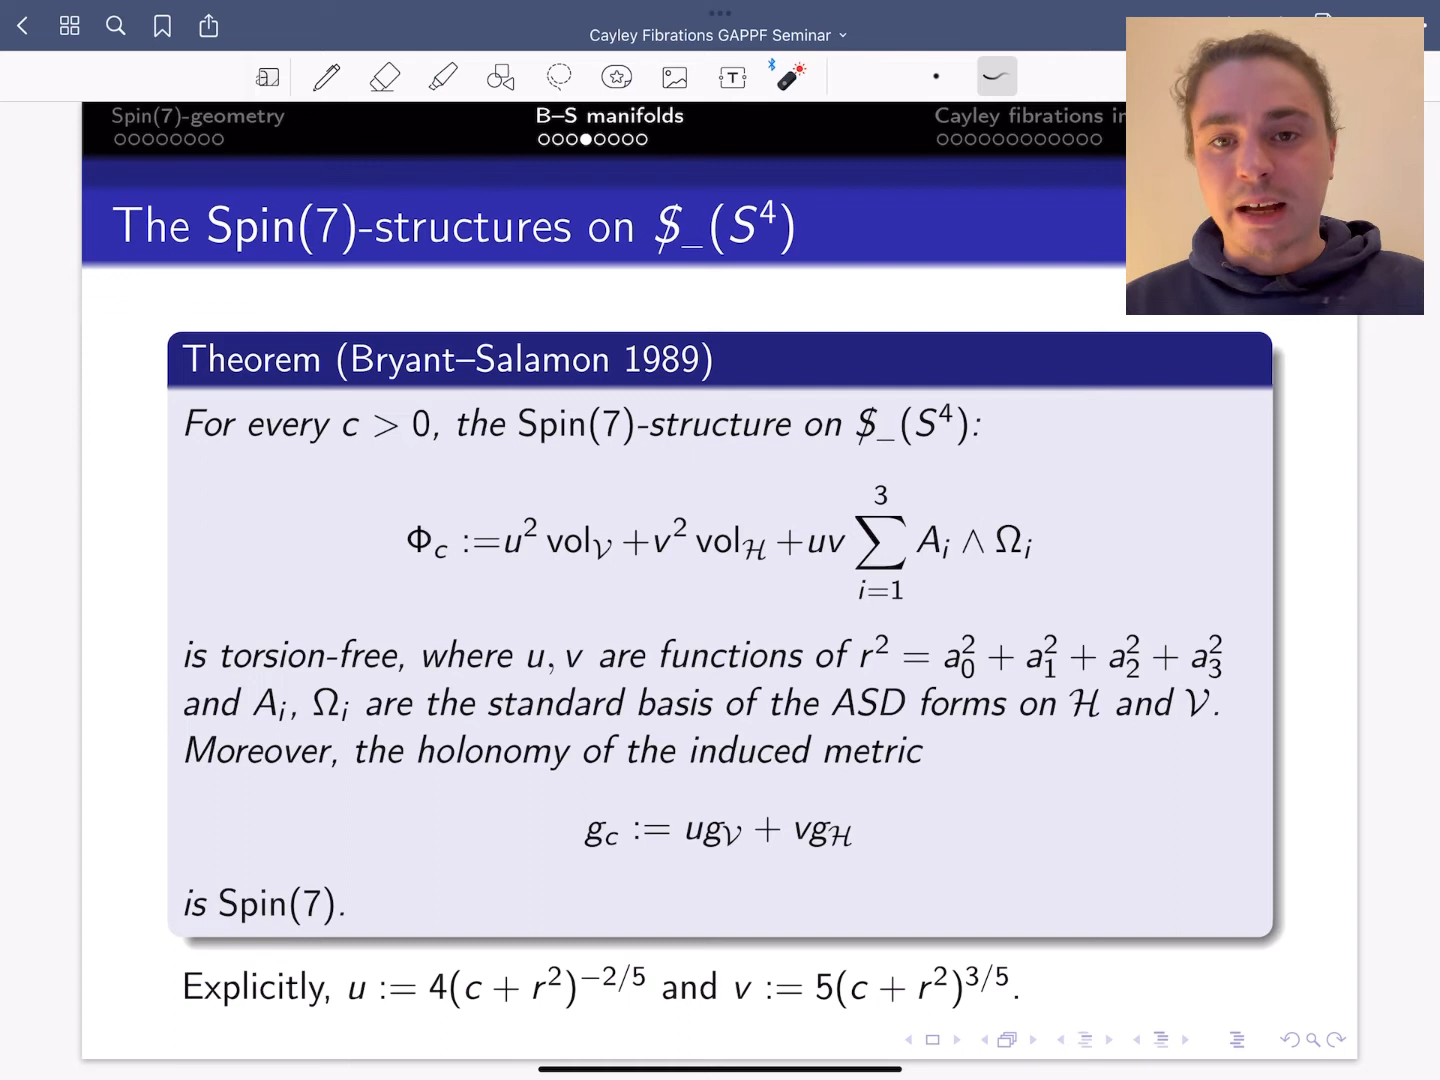 Cayley Fibrations GAPPF Seminar
Spin(7)-geometry B–S manifolds Cayley fibrations in
The Spin(7)-structures on $̸_(S⁴)
Theorem (Bryant–Salamon 1989)
For every c > 0, the Spin(7)-structure on $̸_(S⁴):
Φ_c :=u² vol_𝒱 +v² vol_ℋ +uv ∑_{i=1}^{3} A_i ∧ Ω_i
is torsion-free, where u, v are functions of r² = a₀² + a₁² + a₂² + a₃²
and A_i, Ω_i are the standard basis of the ASD forms on ℋ and 𝒱.
Moreover, the holonomy of the induced metric
g_c := ug_𝒱 + vg_ℋ
is Spin(7).
Explicitly, u := 4(c + r²)^{−2/5} and v := 5(c + r²)^{3/5}.